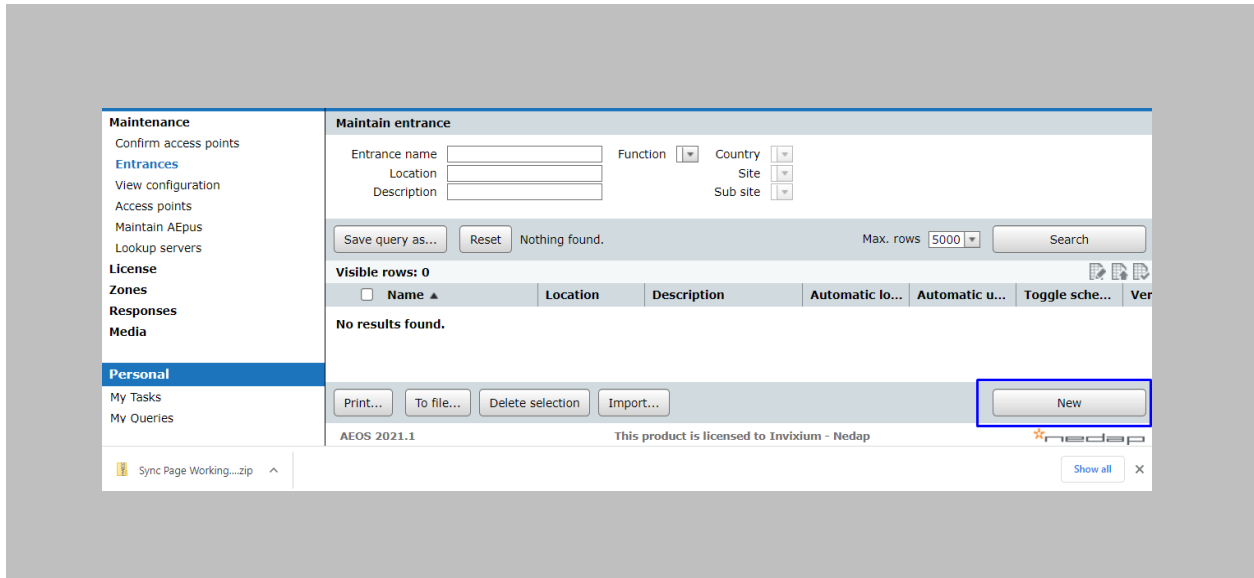 Maintenance
Confirm access points
Entrances
View configuration
Access points
Maintain AEpus
Lookup servers
License
Zones
Responses
Media
Personal
My Tasks
My Queries
Maintain entrance
Entrance name Function Country
Location Site
Description Sub site
Save query as... Reset Nothing found. Max. rows 5000 Search
Visible rows: 0
Name ▲ Location Description Automatic lo... Automatic u... Toggle sche... Ver
No results found.
Print... To file... Delete selection Import... New
AEOS 2021.1 This product is licensed to Invixium - Nedap nedap
Sync Page Working....zip Show all